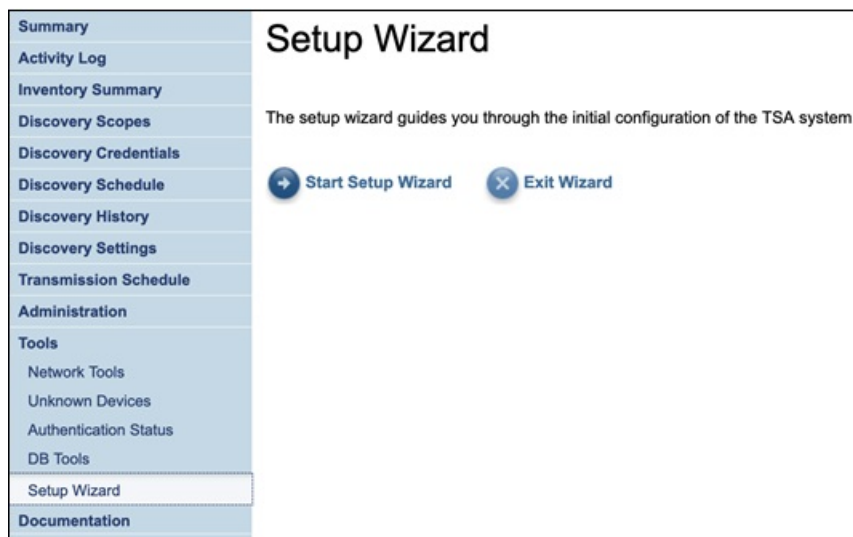 Summary
Activity Log
Inventory Summary
Discovery Scopes
Discovery Credentials
Discovery Schedule
Discovery History
Discovery Settings
Transmission Schedule
Administration
Tools
Network Tools
Unknown Devices
Authentication Status
DB Tools
Setup Wizard
Documentation
Setup Wizard
The setup wizard guides you through the initial configuration of the TSA system
Start Setup Wizard
Exit Wizard